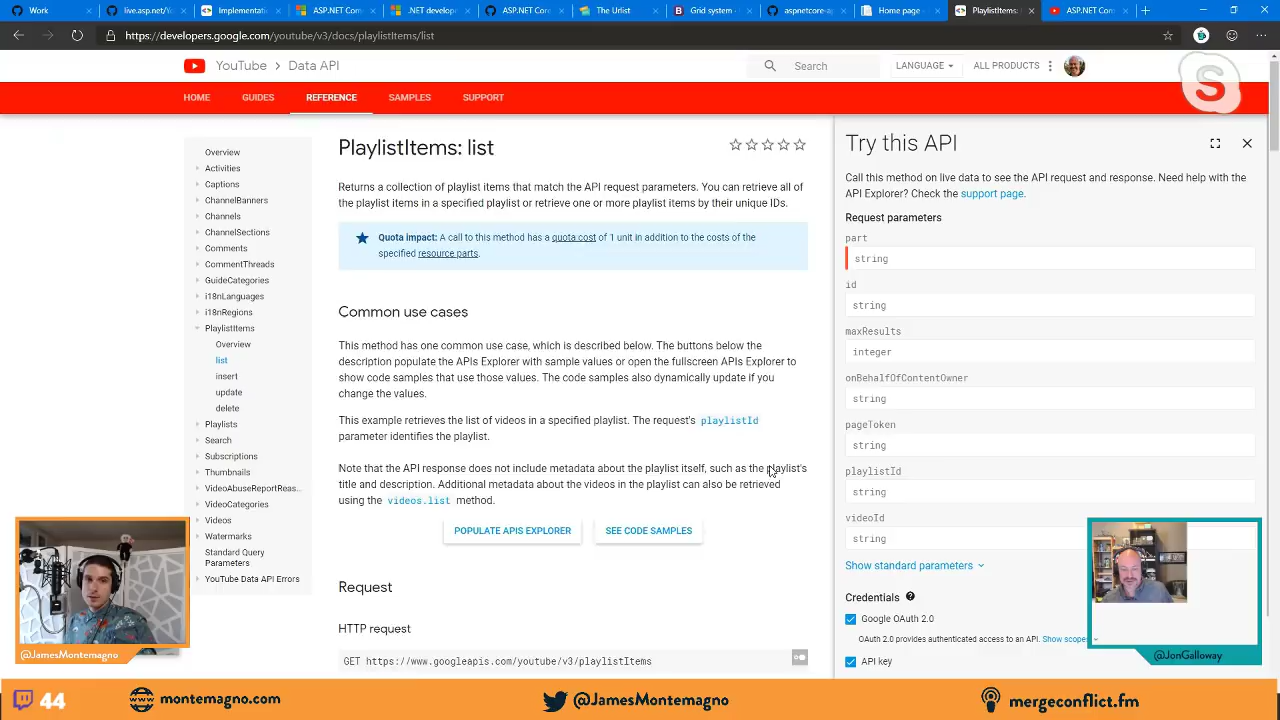 Work
live.asp.net/Yo
Implementatio
ASP.NET Com
.NET develop
ASP.NET Core
The Urlist
Grid system ·
aspnetcore-ap
Home page -
PlaylistItems:
ASP.NET Com
https://developers.google.com/youtube/v3/docs/playlistItems/list
YouTube > Data API
Search
LANGUAGE
ALL PRODUCTS
HOME
GUIDES
REFERENCE
SAMPLES
SUPPORT
Overview
Activities
Captions
ChannelBanners
Channels
ChannelSections
Comments
CommentThreads
GuideCategories
i18nLanguages
i18nRegions
PlaylistItems
Overview
list
insert
update
delete
Playlists
Search
Subscriptions
Thumbnails
VideoAbuseReportReas...
VideoCategories
Videos
Watermarks
Standard Query
Parameters
YouTube Data API Errors
PlaylistItems: list
Returns a collection of playlist items that match the API request parameters. You can retrieve all of
the playlist items in a specified playlist or retrieve one or more playlist items by their unique IDs.
Quota impact: A call to this method has a quota cost of 1 unit in addition to the costs of the
specified resource parts.
Common use cases
This method has one common use case, which is described below. The buttons below the
description populate the APIs Explorer with sample values or open the fullscreen APIs Explorer to
show code samples that use those values. The code samples also dynamically update if you
change the values.
This example retrieves the list of videos in a specified playlist. The request's playlistId
parameter identifies the playlist.
Note that the API response does not include metadata about the playlist itself, such as the playlist's
title and description. Additional metadata about the videos in the playlist can also be retrieved
using the videos.list method.
POPULATE APIS EXPLORER
SEE CODE SAMPLES
Request
HTTP request
GET https://www.googleapis.com/youtube/v3/playlistItems
Try this API
Call this method on live data to see the API request and response. Need help with the
API Explorer? Check the support page.
Request parameters
part
string
id
string
maxResults
integer
onBehalfOfContentOwner
string
pageToken
string
playlistId
string
videoId
string
Show standard parameters
Credentials
Google OAuth 2.0
OAuth 2.0 provides authenticated access to an API. Show scopes
API key
@JamesMontemagno
@JonGalloway
44
montemagno.com
@JamesMontemagno
mergeconflict.fm